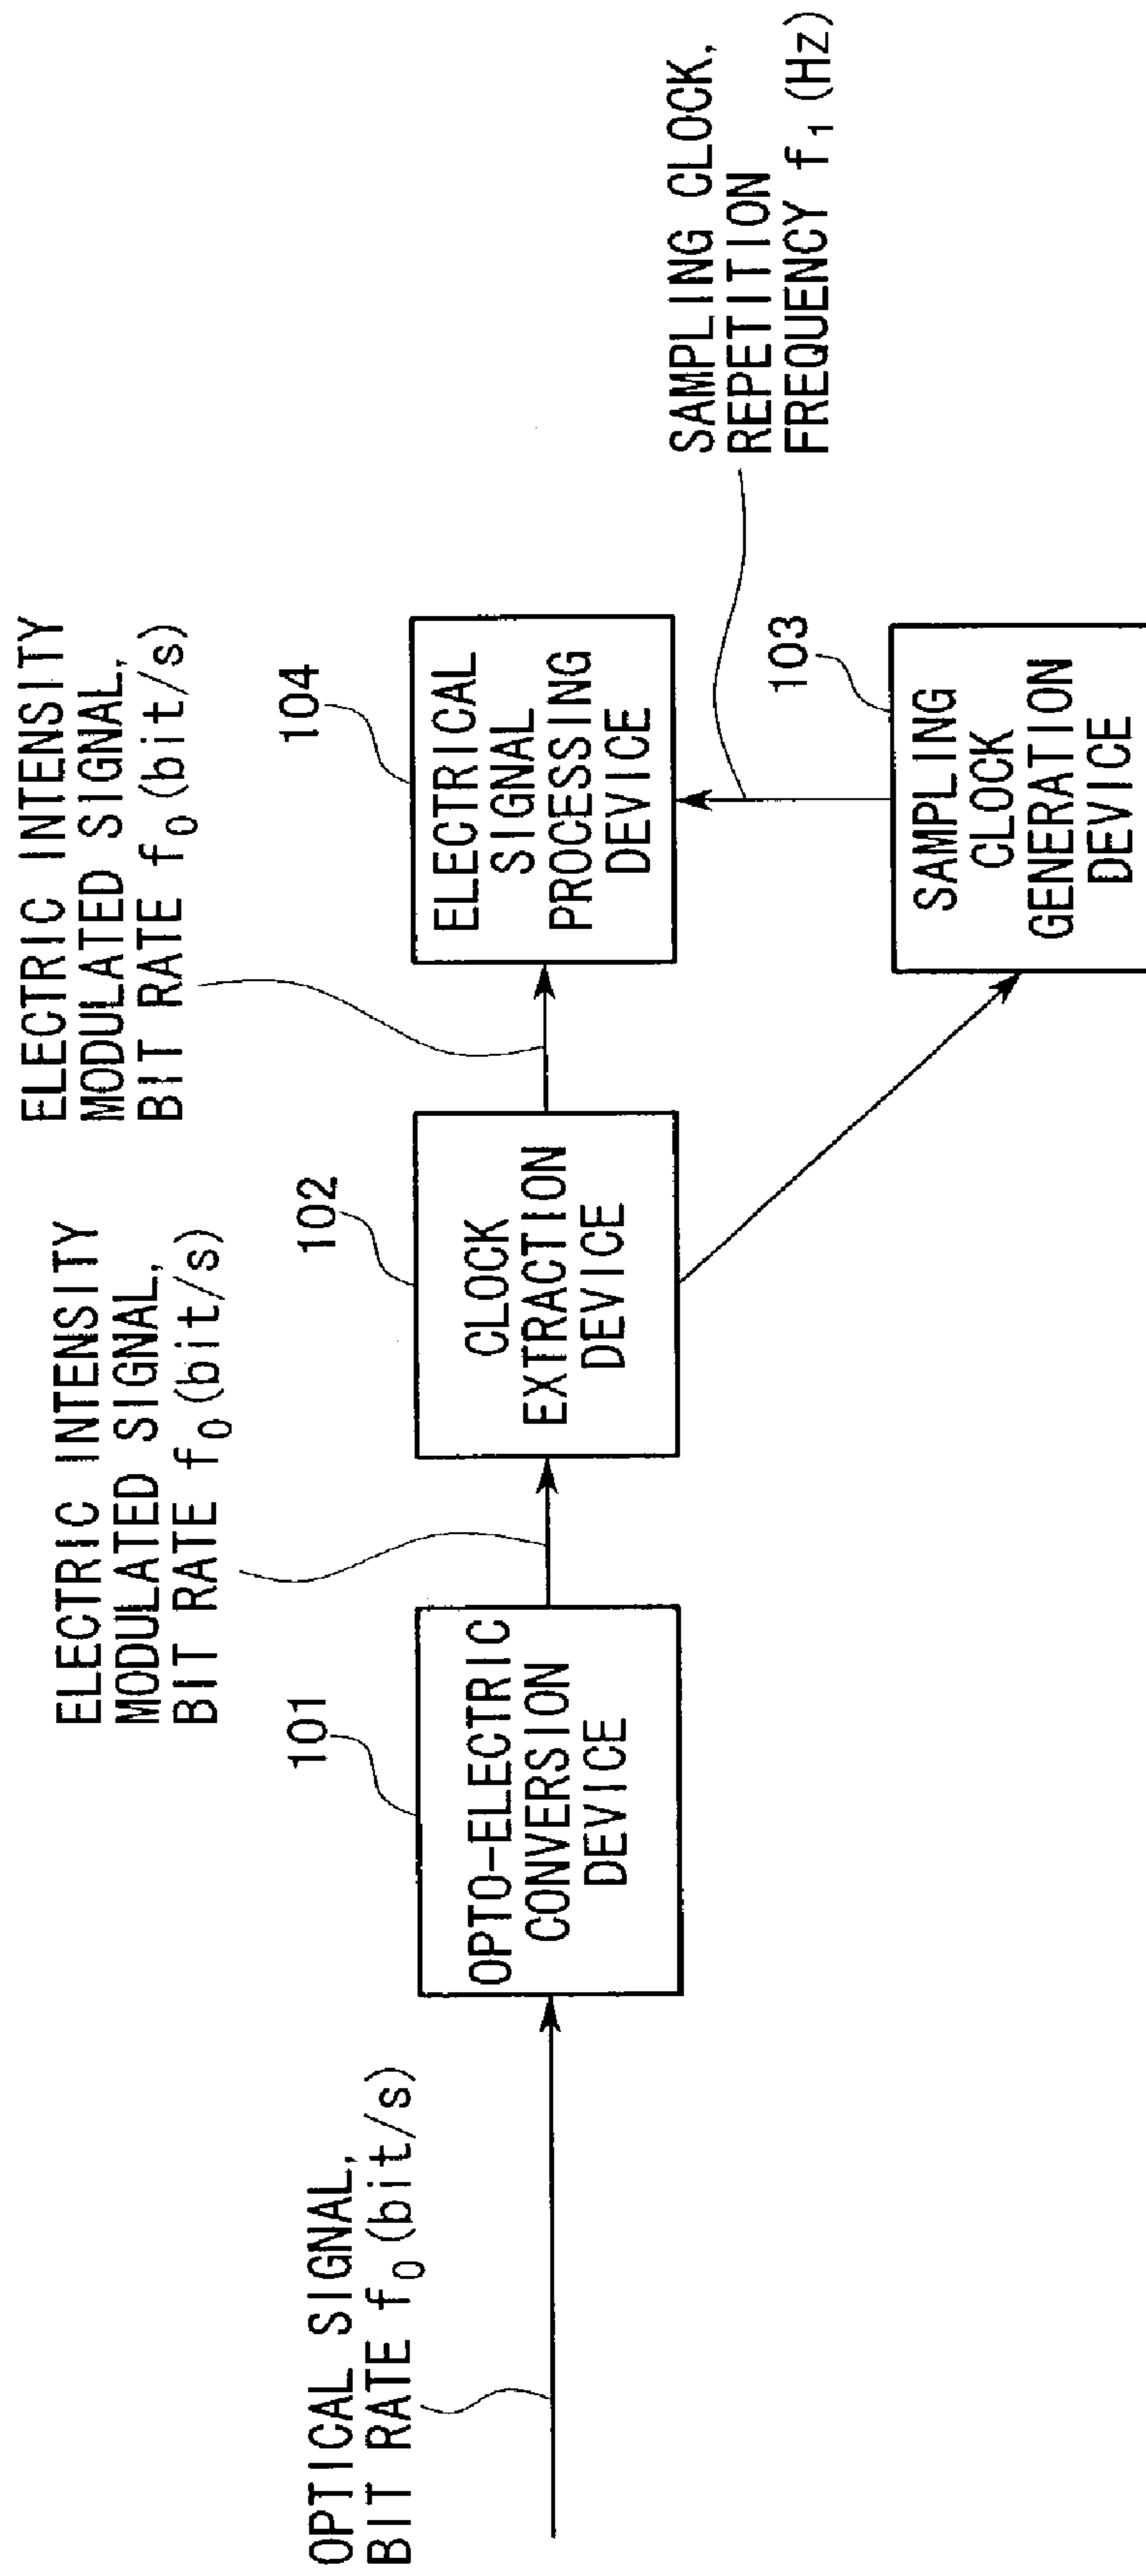 OPTICAL SIGNAL,
BIT RATE f₀(bit/s)
101
OPTO-ELECTRIC
CONVERSION
DEVICE
ELECTRIC INTENSITY
MODULATED SIGNAL,
BIT RATE f₀(bit/s)
102
CLOCK
EXTRACTION
DEVICE
ELECTRIC INTENSITY
MODULATED SIGNAL,
BIT RATE f₀(bit/s)
104
ELECTRICAL
SIGNAL
PROCESSING
DEVICE
103
SAMPLING
CLOCK
GENERATION
DEVICE
SAMPLING CLOCK,
REPETITION
FREQUENCY f₁(Hz)